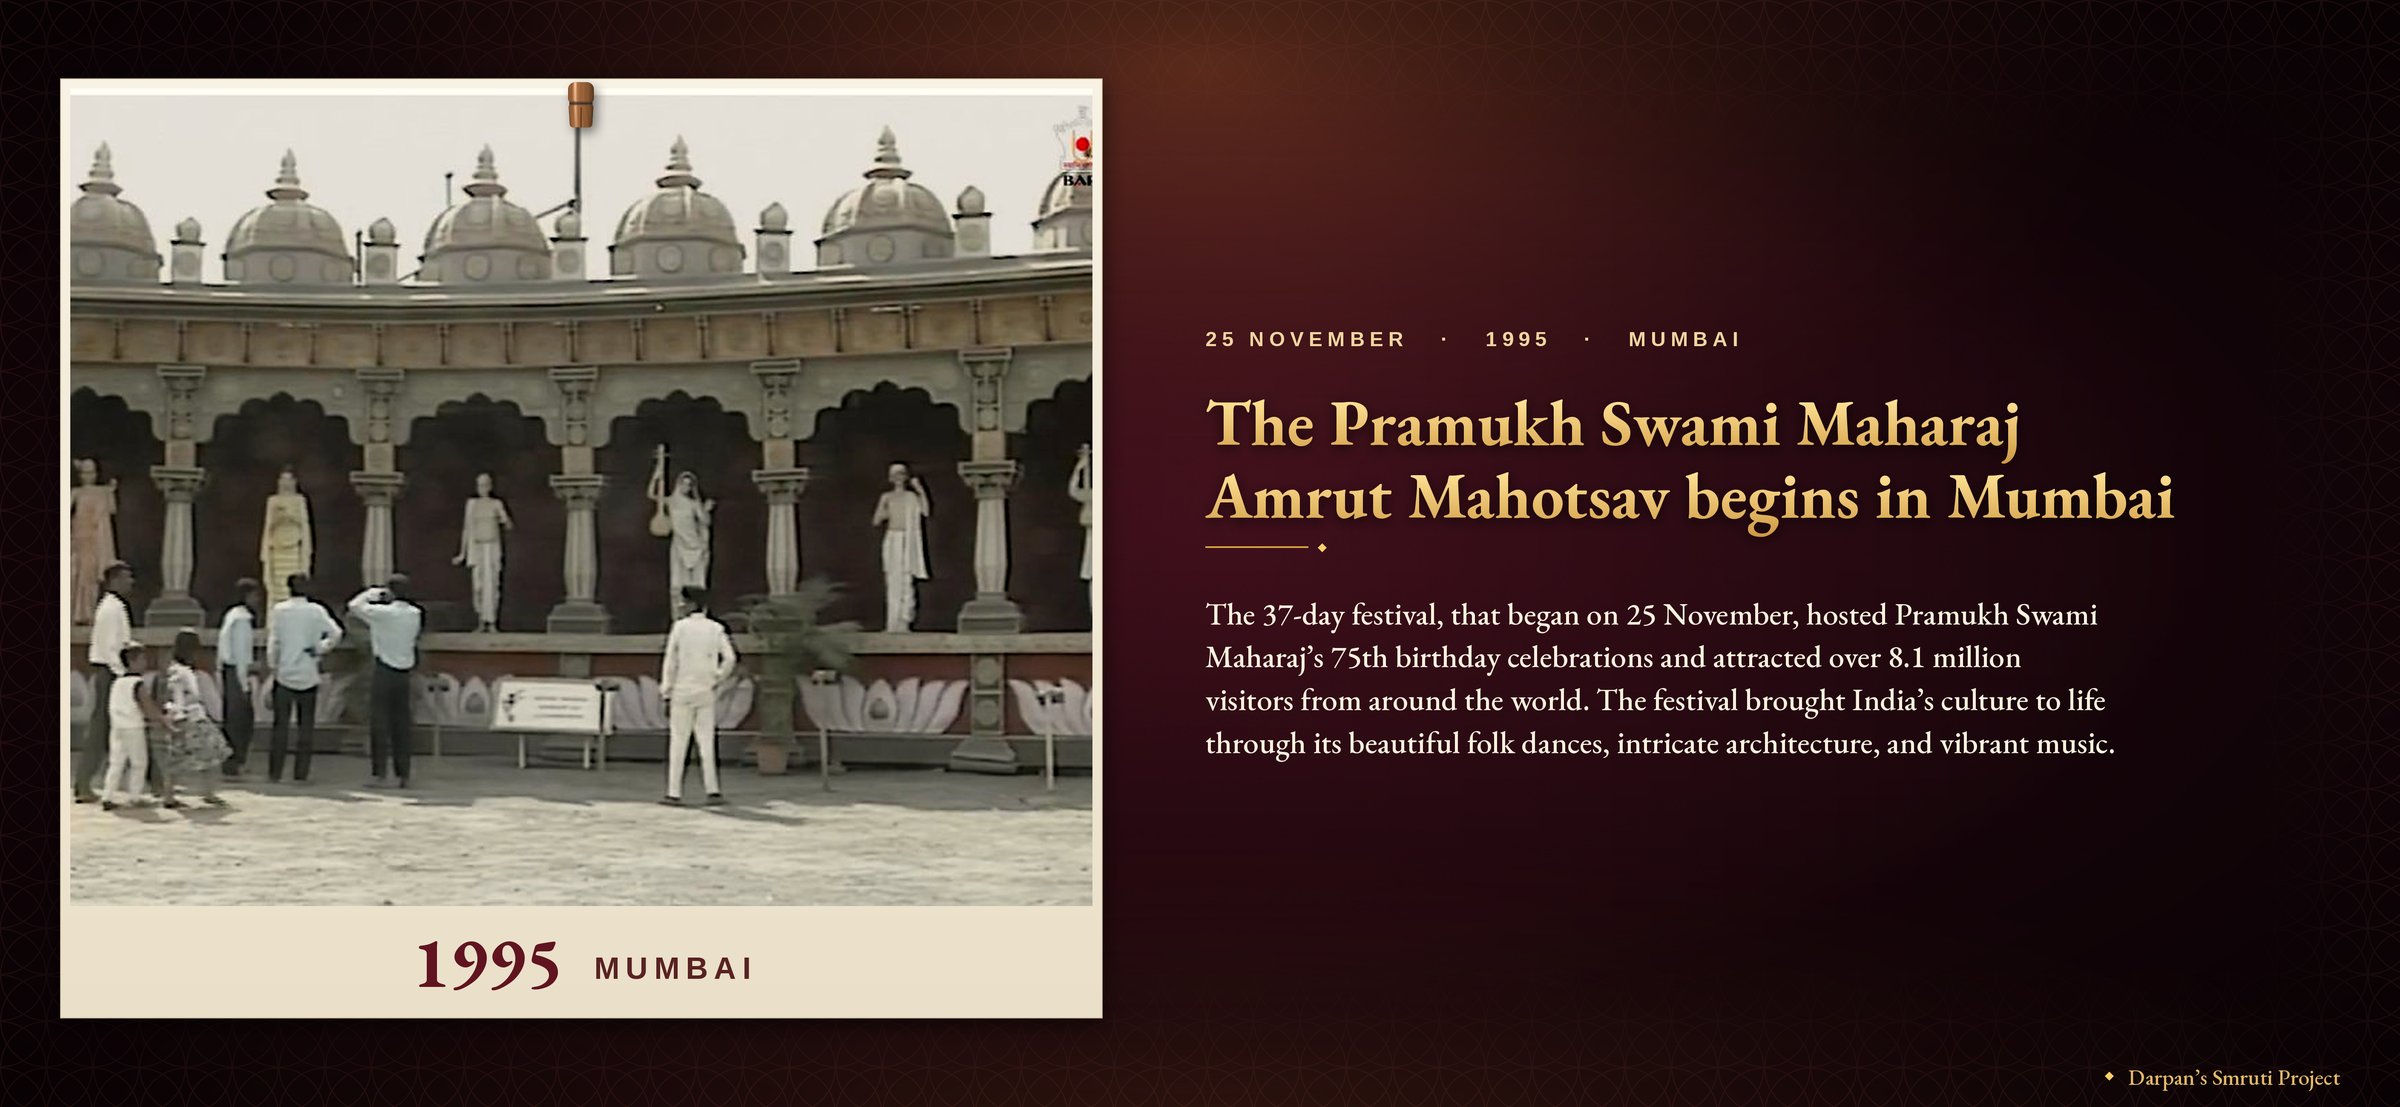 BAP
1995 MUMBAI
25 NOVEMBER · 1995 · MUMBAI
The Pramukh Swami Maharaj
Amrut Mahotsav begins in Mumbai
The 37-day festival, that began on 25 November, hosted Pramukh Swami
Maharaj’s 75th birthday celebrations and attracted over 8.1 million
visitors from around the world. The festival brought India’s culture to life
through its beautiful folk dances, intricate architecture, and vibrant music.
Darpan’s Smruti Project